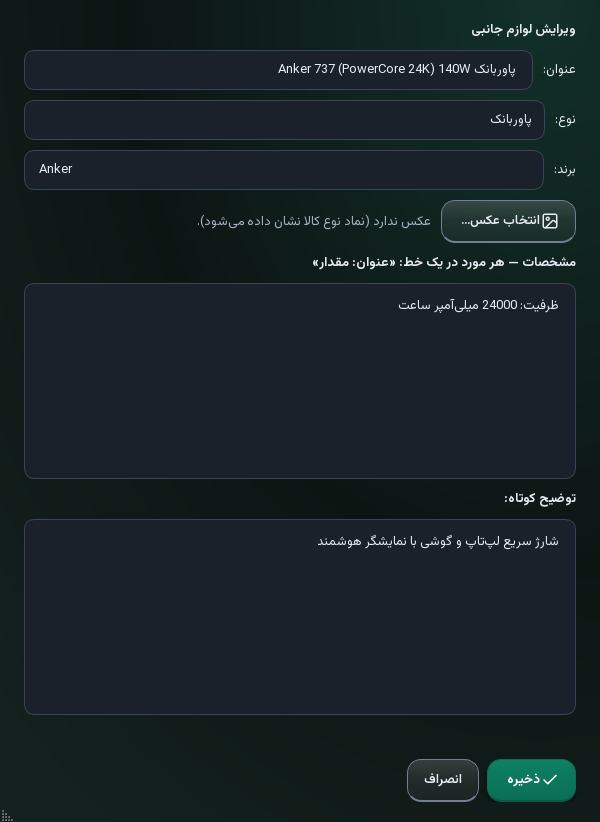 ویرایش لوازم جانبی
عنوان:
پاوربانک Anker 737 (PowerCore 24K) 140W
نوع:
پاوربانک
برند:
Anker
انتخاب عکس...
عکس ندارد (نماد نوع کالا نشان داده می‌شود).
مشخصات — هر مورد در یک خط: «عنوان: مقدار»
ظرفیت: 24000 میلی‌آمپر ساعت
توضیح کوتاه:
شارژ سریع لپ‌تاپ و گوشی با نمایشگر هوشمند
ذخیره
انصراف